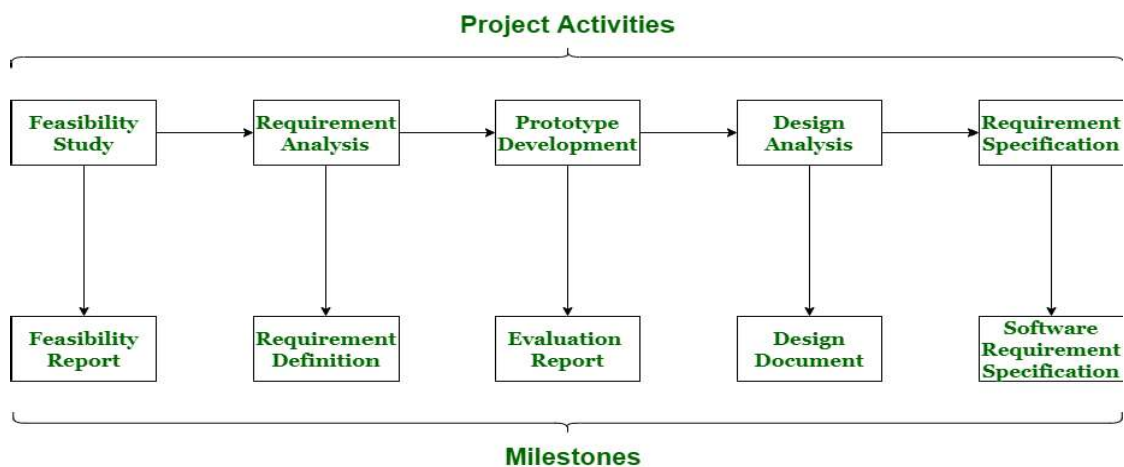 Project Activities
Feasibility
Study
Requirement
Analysis
Prototype
Development
Design
Analysis
Requirement
Specification
Feasibility
Report
Requirement
Definition
Evaluation
Report
Design
Document
Software
Requirement
Specification
Milestones